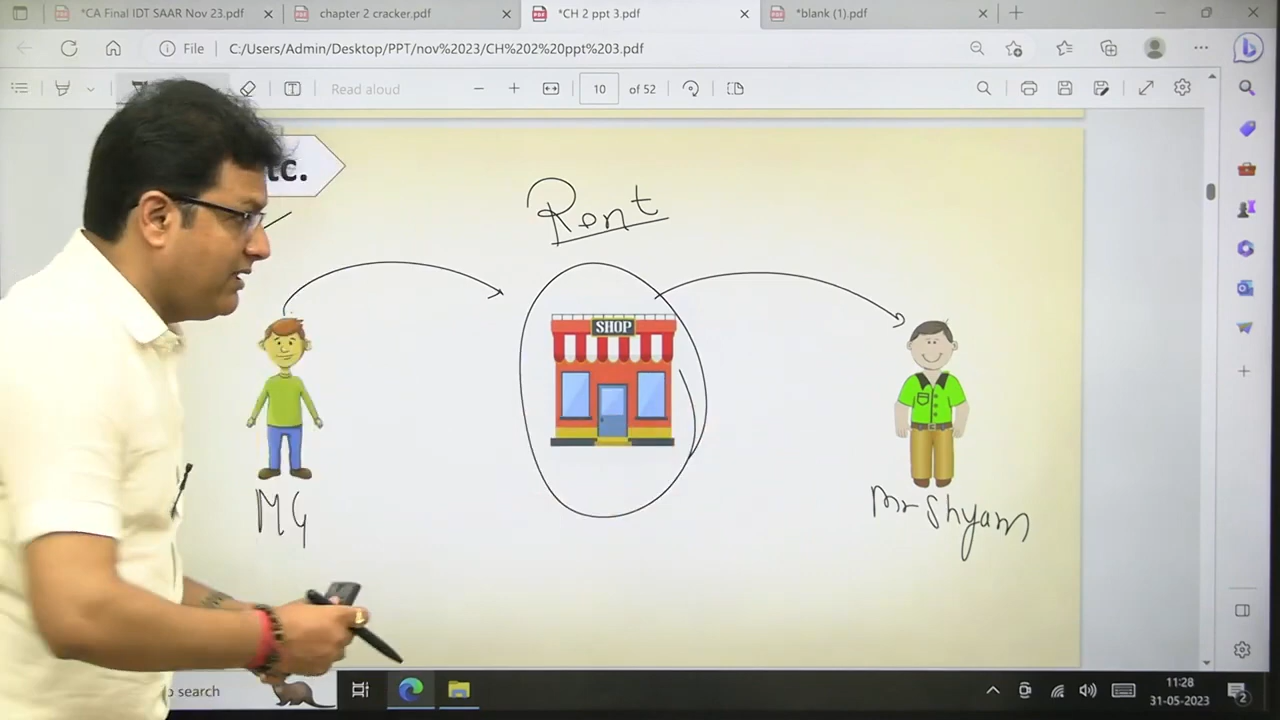 *CA Final IDT SAAR Nov 23.pdf
chapter 2 cracker.pdf
*CH 2 ppt 3.pdf
*blank (1).pdf
File
C:/Users/Admin/Desktop/PPT/nov%2023/CH%202%20ppt%203.pdf
Read aloud
10
of 52
tc.
Rent
SHOP
MG
Mr Shyam
search
11:28
31-05-2023
2